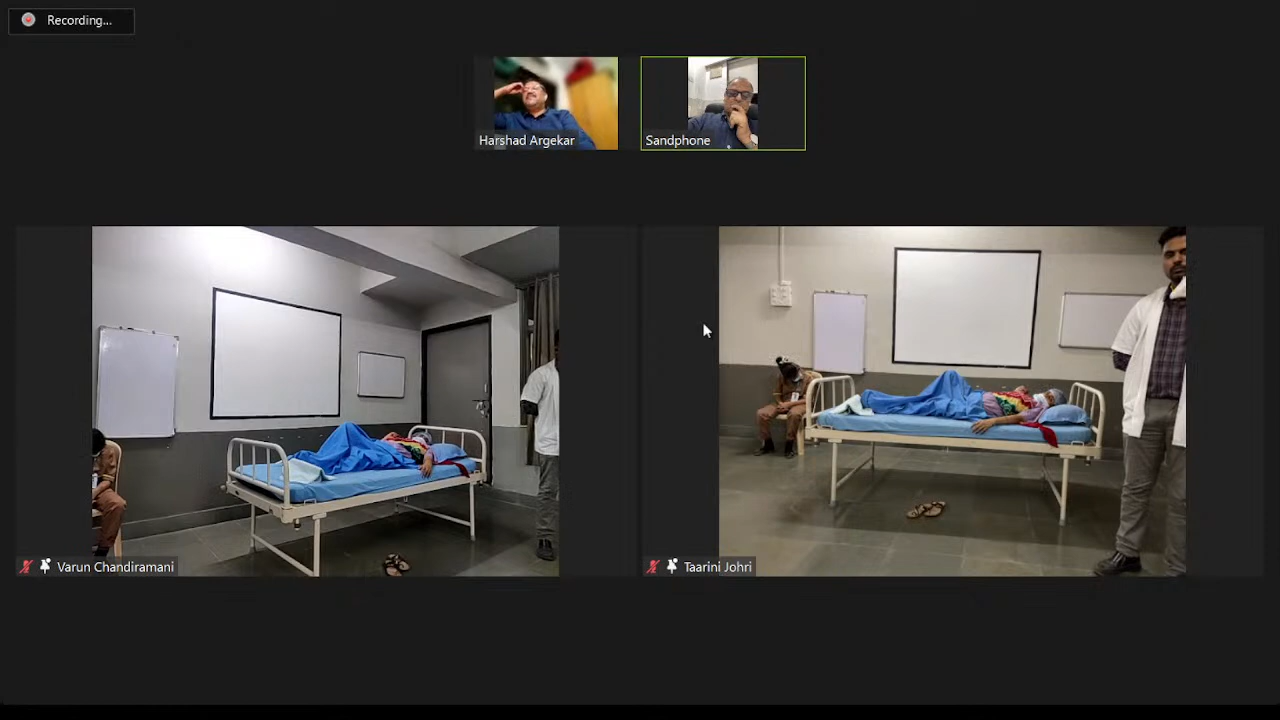 Recording...
Harshad Argekar
Sandphone
Varun Chandiramani
Taarini Johri